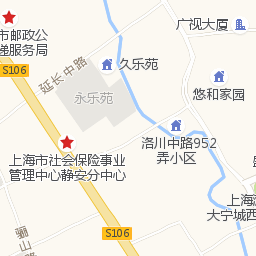 广视大厦
市邮政公
递服务局
延长中路
久乐苑
S106
悠和家园
永乐苑
洛川中路952
弄小区
上海市社会保险事业
管理中心静安分中心
上海
大宁城西
S106
骊山